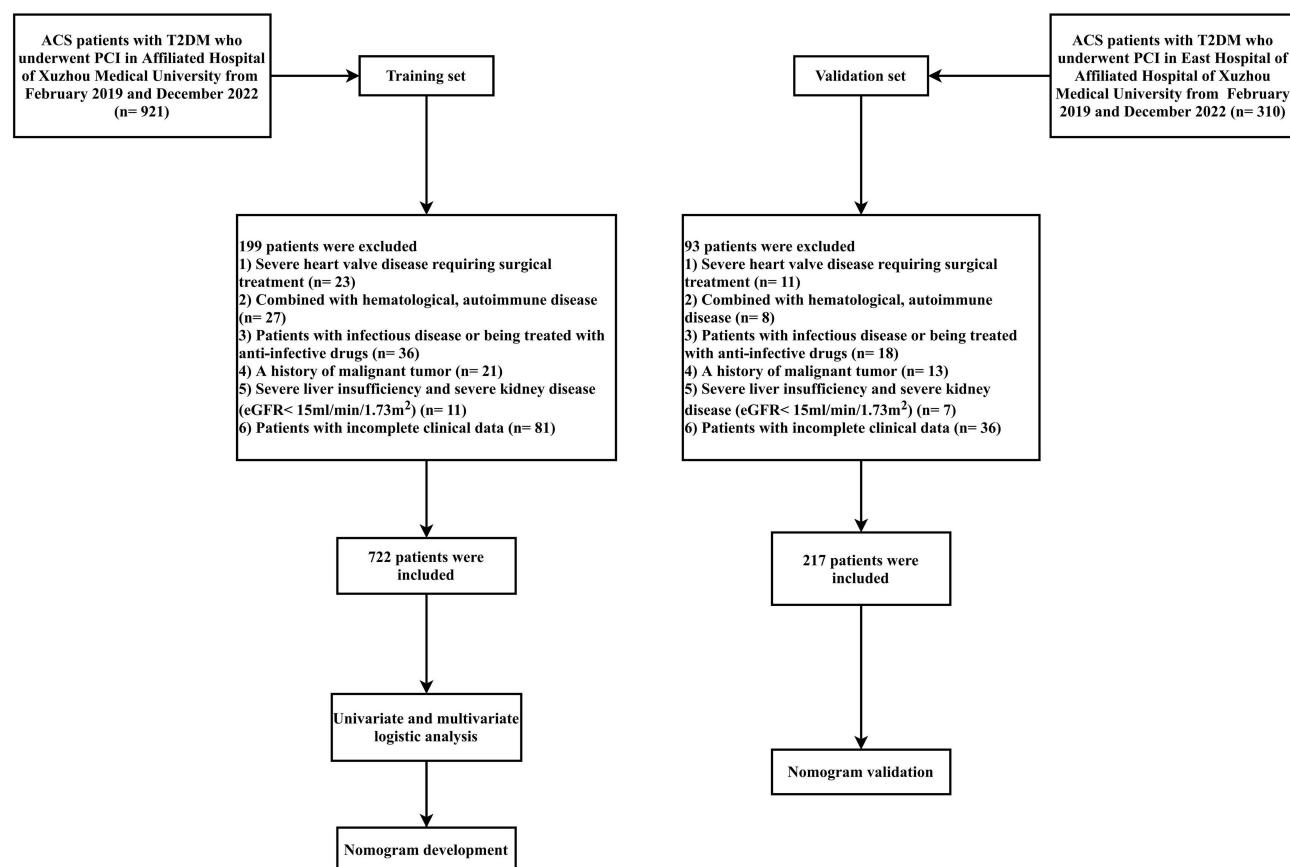 ACS patients with T2DM who
underwent PCI in Affiliated Hospital
of Xuzhou Medical University from
February 2019 and December 2022
(n= 921)
Training set
199 patients were excluded
1) Severe heart valve disease requiring surgical
treatment (n= 23)
2) Combined with hematological, autoimmune disease
(n= 27)
3) Patients with infectious disease or being treated with
anti-infective drugs (n= 36)
4) A history of malignant tumor (n= 21)
5) Severe liver insufficiency and severe kidney disease
(eGFR< 15ml/min/1.73m²) (n= 11)
6) Patients with incomplete clinical data (n= 81)
722 patients were
included
Univariate and multivariate
logistic analysis
Nomogram development
ACS patients with T2DM who
underwent PCI in East Hospital of
Affiliated Hospital of Xuzhou
Medical University from February
2019 and December 2022 (n= 310)
Validation set
93 patients were excluded
1) Severe heart valve disease requiring surgical
treatment (n= 11)
2) Combined with hematological, autoimmune
disease (n= 8)
3) Patients with infectious disease or being treated
with anti-infective drugs (n= 18)
4) A history of malignant tumor (n= 13)
5) Severe liver insufficiency and severe kidney
disease (eGFR< 15ml/min/1.73m²) (n= 7)
6) Patients with incomplete clinical data (n= 36)
217 patients were
included
Nomogram validation